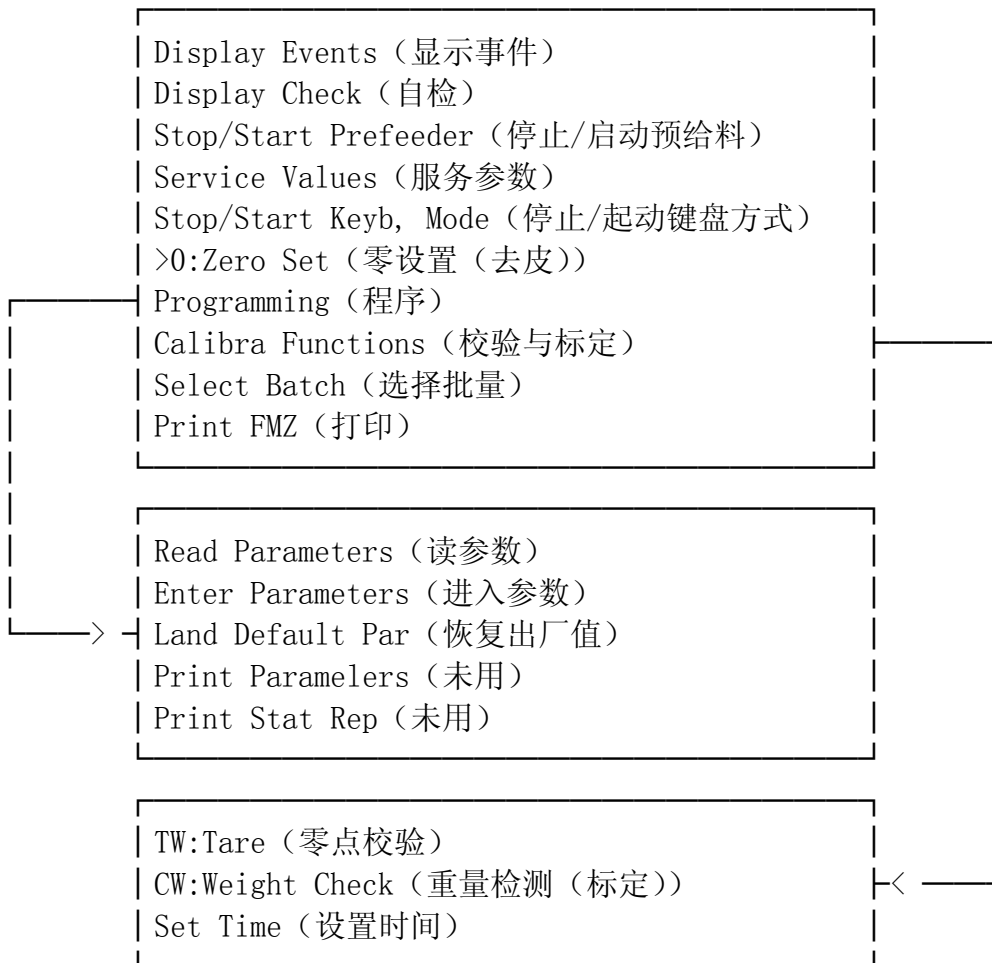 Display Events（显示事件）
Display Check（自检）
Stop/Start Prefeeder（停止/启动预给料）
Service Values（服务参数）
Stop/Start Keyb, Mode（停止/起动键盘方式）
>0:Zero Set（零设置（去皮））
Programming（程序）
Calibra Functions（校验与标定）
Select Batch（选择批量）
Print FMZ（打印）
Read Parameters（读参数）
Enter Parameters（进入参数）
Land Default Par（恢复出厂值）
Print Paramelers（未用）
Print Stat Rep（未用）
TW:Tare（零点校验）
CW:Weight Check（重量检测（标定））
Set Time（设置时间）